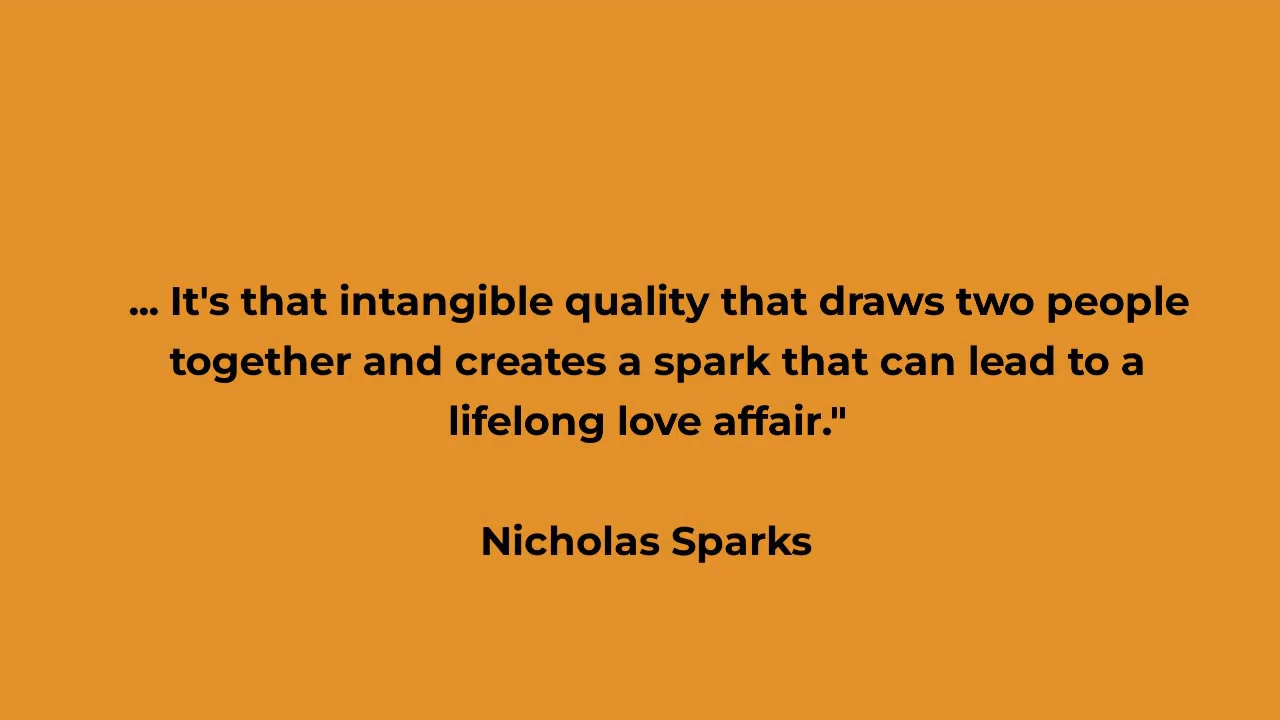 ... It's that intangible quality that draws two people
together and creates a spark that can lead to a
lifelong love affair."
Nicholas Sparks